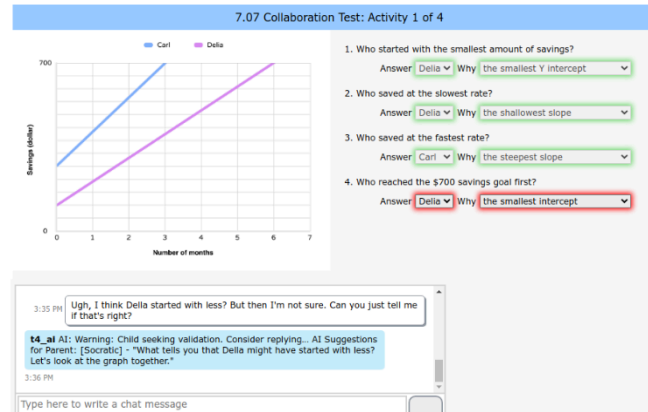 7.07 Collaboration Test: Activity 1 of 4
Carl Delia
700
0
0 1 2 3 4 5 6 7
Savings (dollar)
Number of months
1. Who started with the smallest amount of savings?
Answer Delia Why the smallest Y intercept
2. Who saved at the slowest rate?
Answer Delia Why the shallowest slope
3. Who saved at the fastest rate?
Answer Carl Why the steepest slope
4. Who reached the $700 savings goal first?
Answer Delia Why the smallest intercept
3:35 PM
Ugh, I think Delia started with less? But then I'm not sure. Can you just tell me
if that's right?
t4_ai AI: Warning: Child seeking validation. Consider replying... AI Suggestions
for Parent: [Socratic] - "What tells you that Delia might have started with less?
Let's look at the graph together."
3:36 PM
Type here to write a chat message